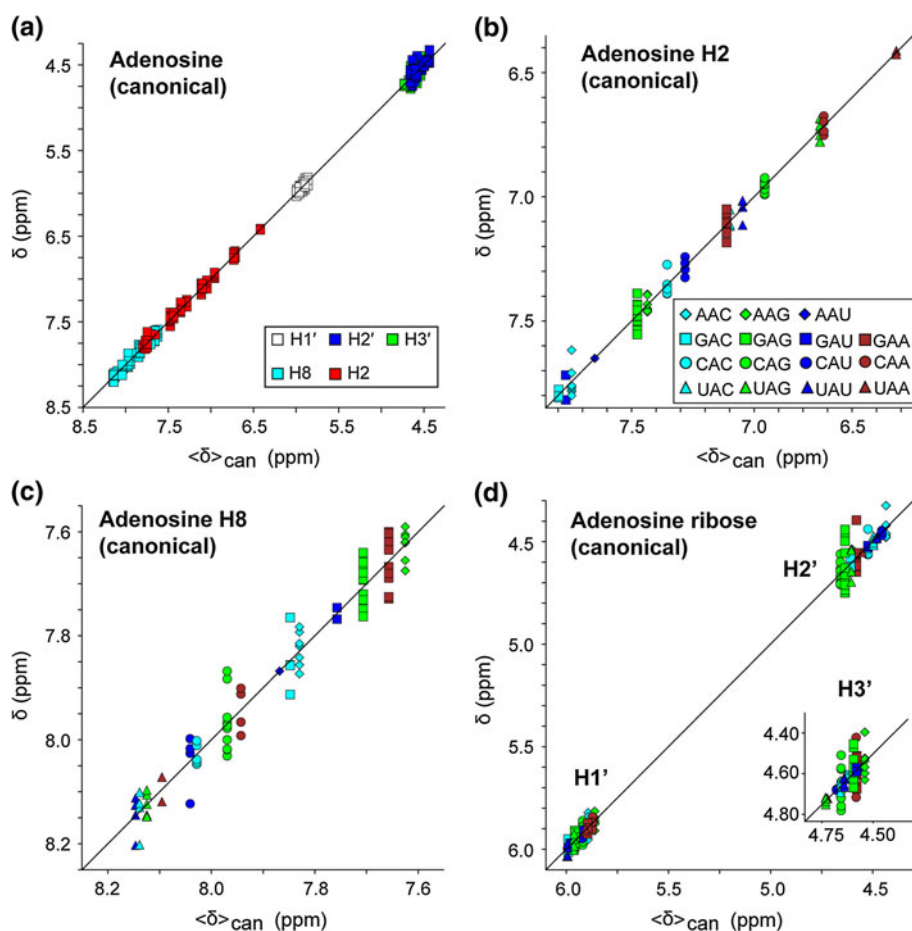 (a)
Adenosine
(canonical)
4.5
5.5
6.5
7.5
8.5
δ (ppm)
H1′ H2′ H3′
H8 H2
8.5 7.5 6.5 5.5 4.5
<δ>can (ppm)
(b)
Adenosine H2
(canonical)
6.5
7.0
7.5
δ (ppm)
AAC AAG AAU
GAC GAG GAU GAA
CAC CAG CAU CAA
UAC UAG UAU UAA
7.5 7.0 6.5
<δ>can (ppm)
(c)
Adenosine H8
(canonical)
7.6
7.8
8.0
8.2
δ (ppm)
8.2 8.0 7.8 7.6
<δ>can (ppm)
(d)
Adenosine ribose
(canonical)
4.5
5.0
5.5
6.0
δ (ppm)
H2’
H3’
H1’
4.40
4.60
4.80
4.75 4.50
6.0 5.5 5.0 4.5
<δ>can (ppm)